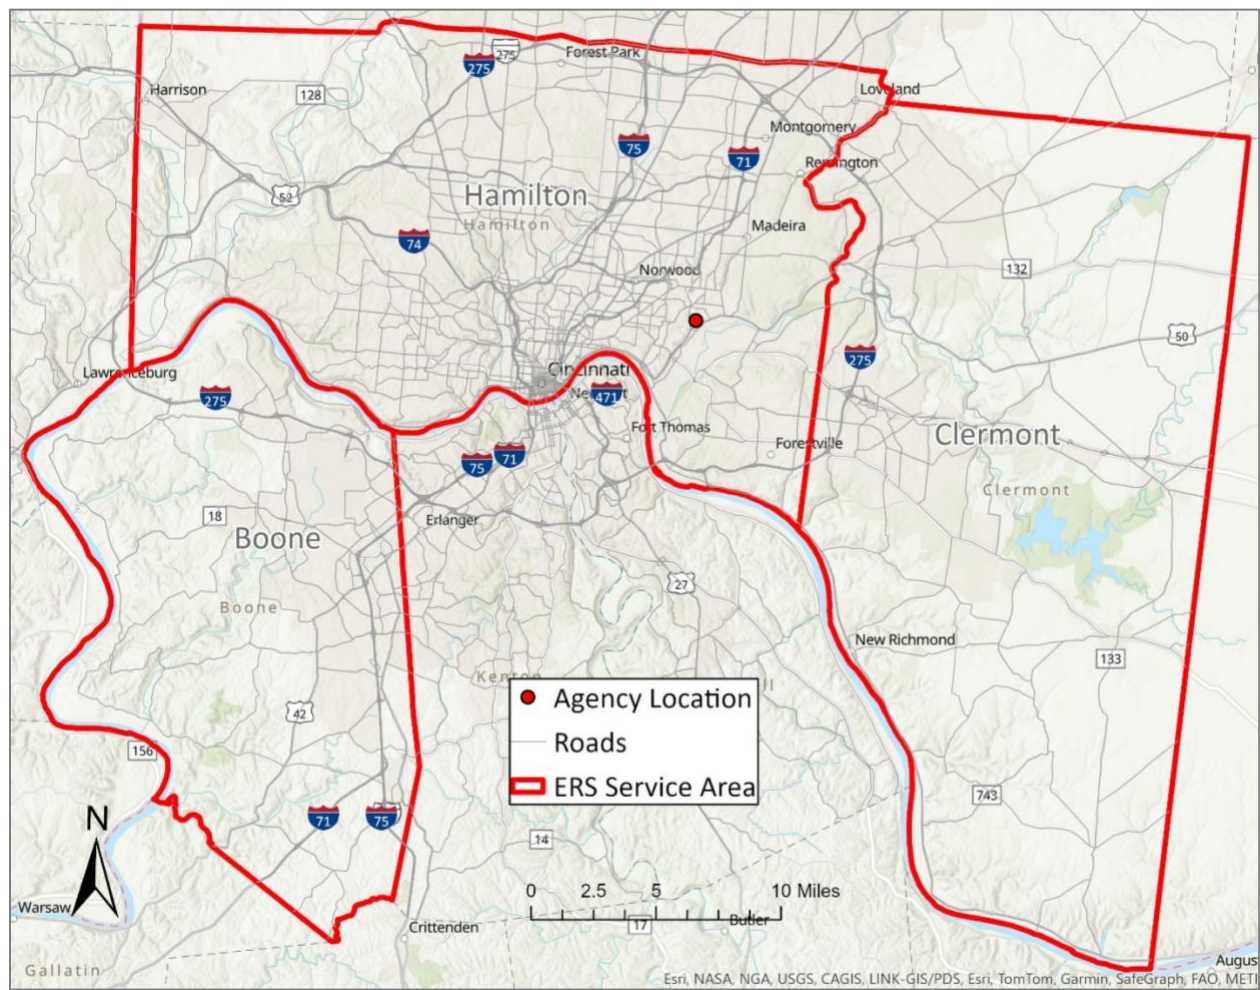 275
275
Forest Park
Harrison
128
Loveland
Montgomery
75
71
Remington
52
Hamilton
Hamilton
Madeira
74
Norwood
132
50
275
Lawrenceburg
Cincinnati
275
471
Fort Thomas
Forestville
Clermont
75
71
Clermont
18
Erlanger
Boone
27
Boone
New Richmond
133
Kenton
Agency Location
42
Roads
156
ERS Service Area
743
71
75
N
14
0 2.5 5 10 Miles
Warsaw
17
Butler
Crittenden
Gallatin
Augus
Esri, NASA, NGA, USGS, CAGIS, LINK-GIS/PDS, Esri, TomTom, Garmin, SafeGraph, FAO, METI